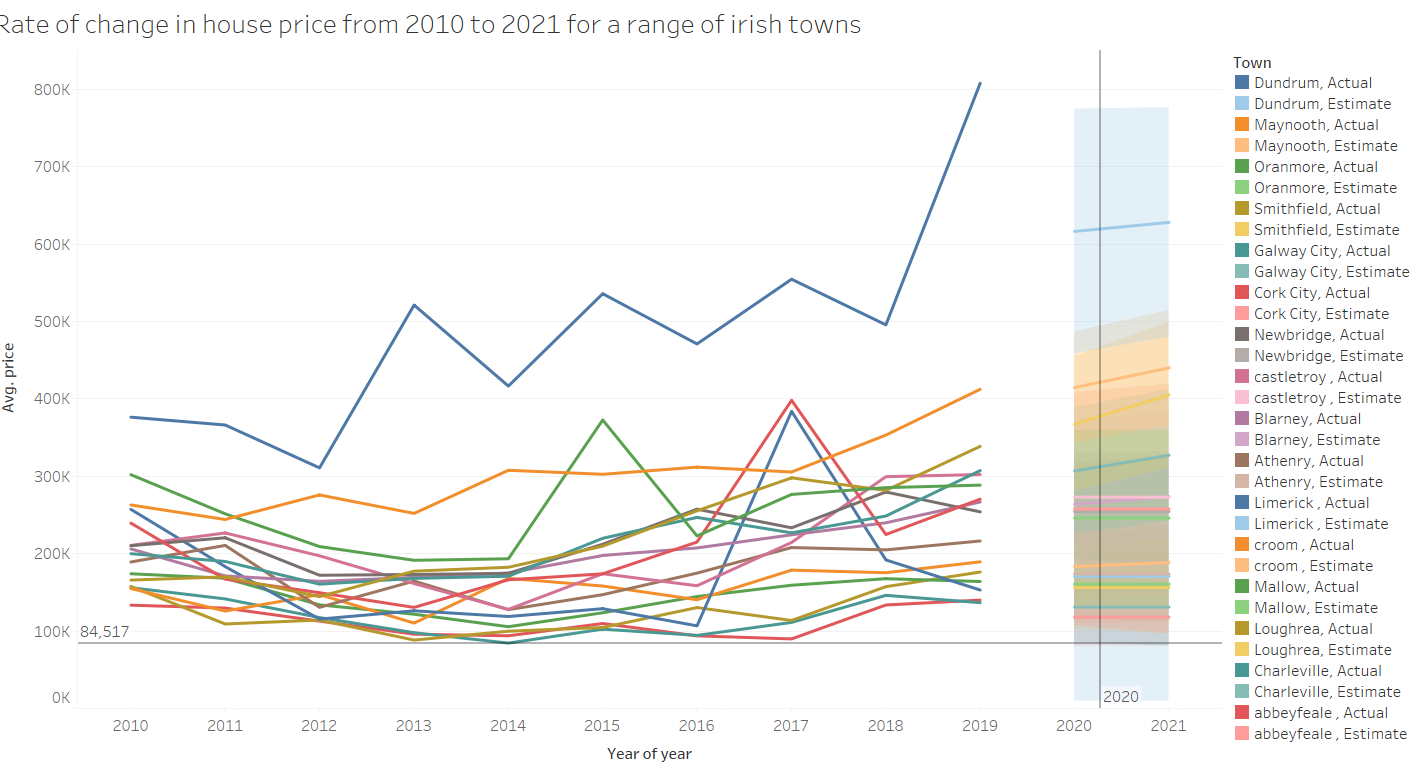 Rate of change in house price from 2010 to 2021 for a range of irish towns
Avg. price
800K
700K
600K
500K
400K
300K
200K
100K
0K
84,517
2020
2010 2011 2012 2013 2014 2015 2016 2017 2018 2019 2020 2021
Year of year
Town
Dundrum, Actual
Dundrum, Estimate
Maynooth, Actual
Maynooth, Estimate
Oranmore, Actual
Oranmore, Estimate
Smithfield, Actual
Smithfield, Estimate
Galway City, Actual
Galway City, Estimate
Cork City, Actual
Cork City, Estimate
Newbridge, Actual
Newbridge, Estimate
castletroy , Actual
castletroy , Estimate
Blarney, Actual
Blarney, Estimate
Athenry, Actual
Athenry, Estimate
Limerick , Actual
Limerick , Estimate
croom , Actual
croom , Estimate
Mallow, Actual
Mallow, Estimate
Loughrea, Actual
Loughrea, Estimate
Charleville, Actual
Charleville, Estimate
abbeyfeale , Actual
abbeyfeale , Estimate